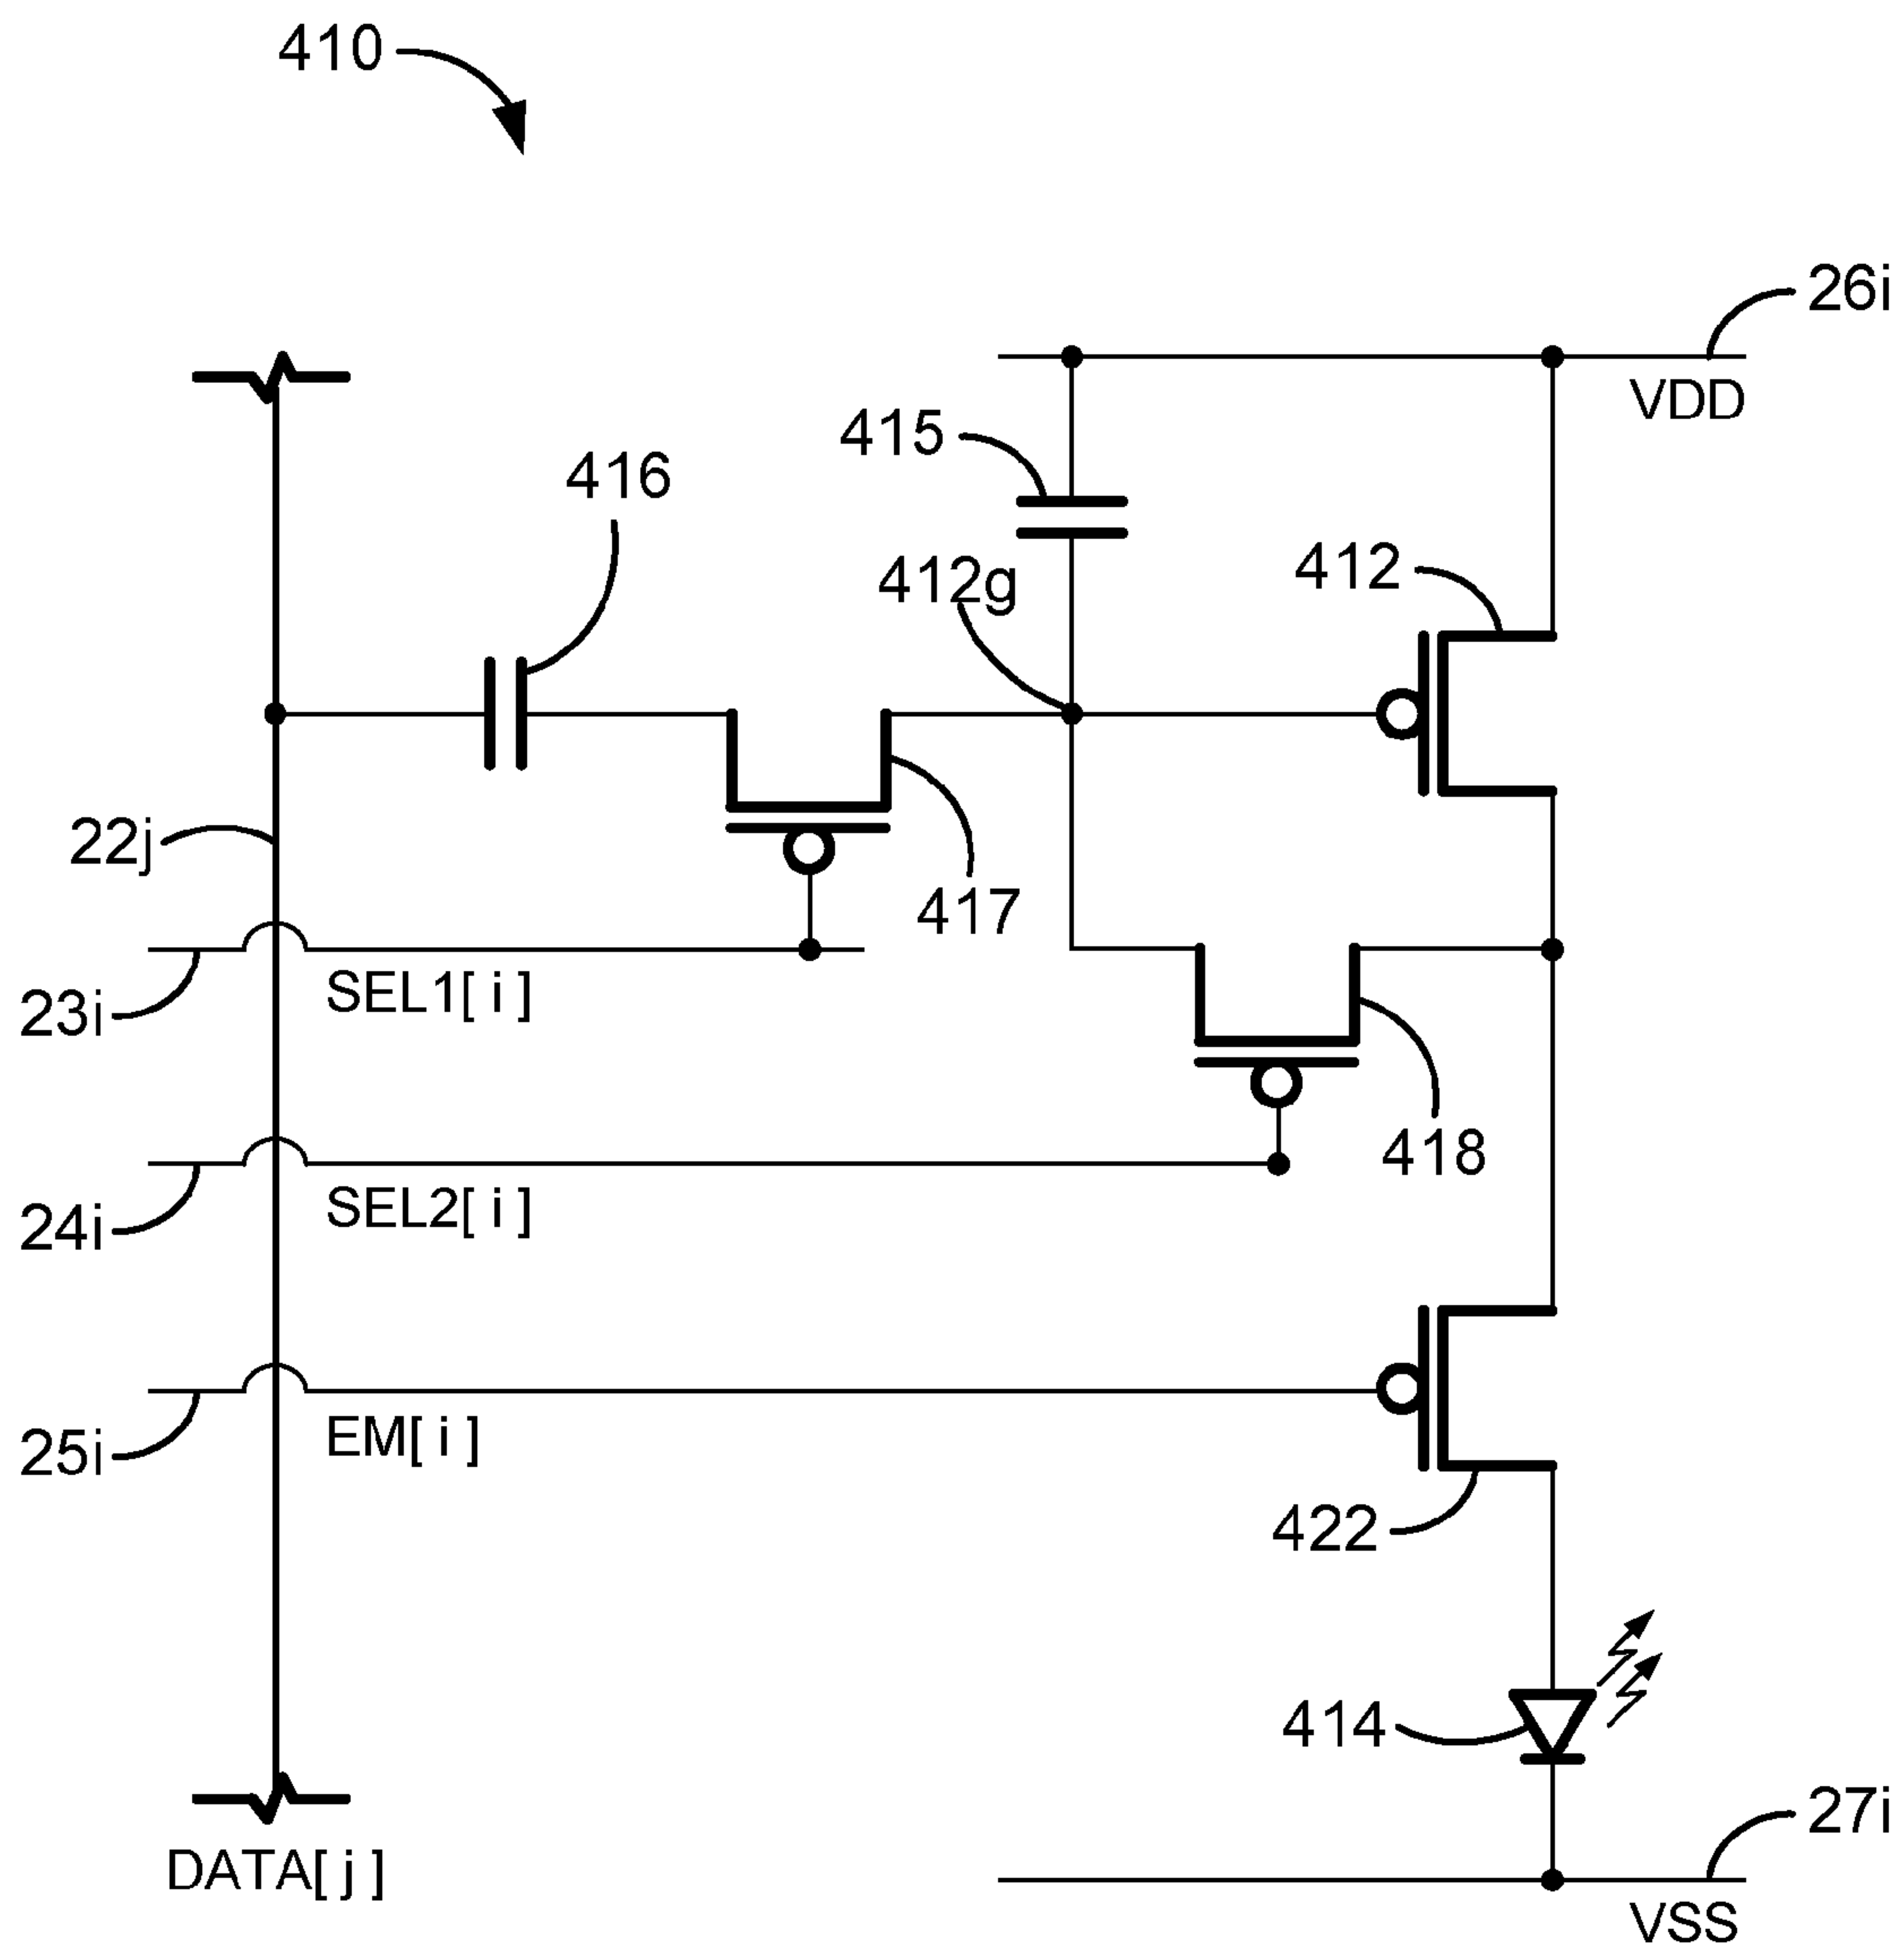 410
26i
VDD
415
416
412g
412
22j
417
23i
SEL1[ i ]
418
24i
SEL2[ i ]
25i
EM[ i ]
422
414
27i
DATA[ j ]
VSS